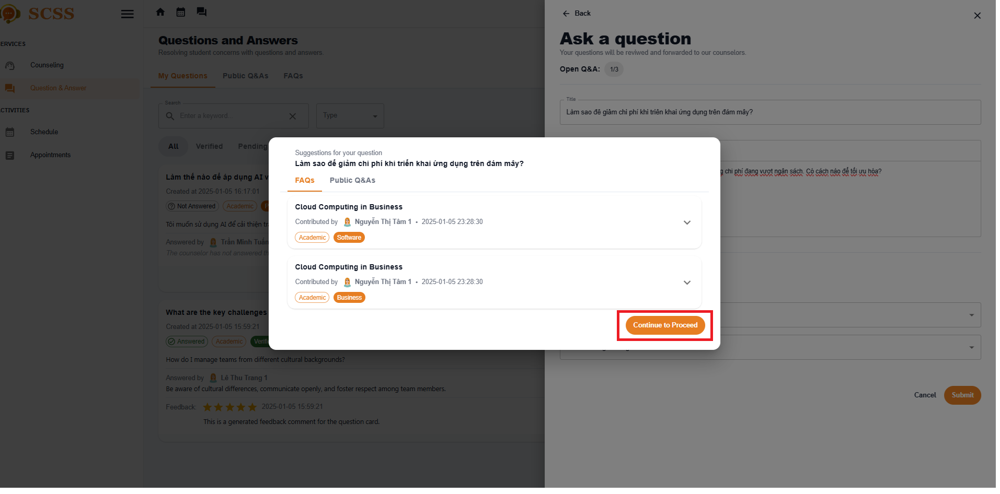 SCSS
ERVICES
Counseling
Question & Answer
CTIVITIES
Schedule
Appointments
Questions and Answers
Resolving student concerns with questions and answers.
My Questions
Public Q&As
FAQs
Search
Enter a keyword...
Type
All
Verified
Pending
Làm thế nào để áp dụng AI v
Created at 2025-01-05 16:17:01
Not Answered
Academic
P
Tôi muốn sử dụng AI để cải thiện tr
Answered by
Trần Minh Tuấn
The counselor has not answered th
What are the key challenges
Created at 2025-01-05 15:59:21
Answered
Academic
Verifi
How do I manage teams from different cultural backgrounds?
Answered by
Lê Thu Trang 1
Be aware of cultural differences, communicate openly, and foster respect among team members.
Feedback:
2025-01-05 15:59:21
This is a generated feedback comment for the question card.
Suggestions for your question
Làm sao để giảm chi phí khi triển khai ứng dụng trên đám mây?
FAQs
Public Q&As
Cloud Computing in Business
Contributed by
Nguyễn Thị Tâm 1 • 2025-01-05 23:28:30
Academic
Software
Cloud Computing in Business
Contributed by
Nguyễn Thị Tâm 1 • 2025-01-05 23:28:30
Academic
Business
Continue to Proceed
Back
Ask a question
Your questions will be reviwed and forwarded to our counselors.
Open Q&A:
1/3
Title
Làm sao để giảm chi phí khi triển khai ứng dụng trên đám mây?
g chi phí đang vượt ngân sách. Có cách nào để tối ưu hóa?
Cancel
Submit